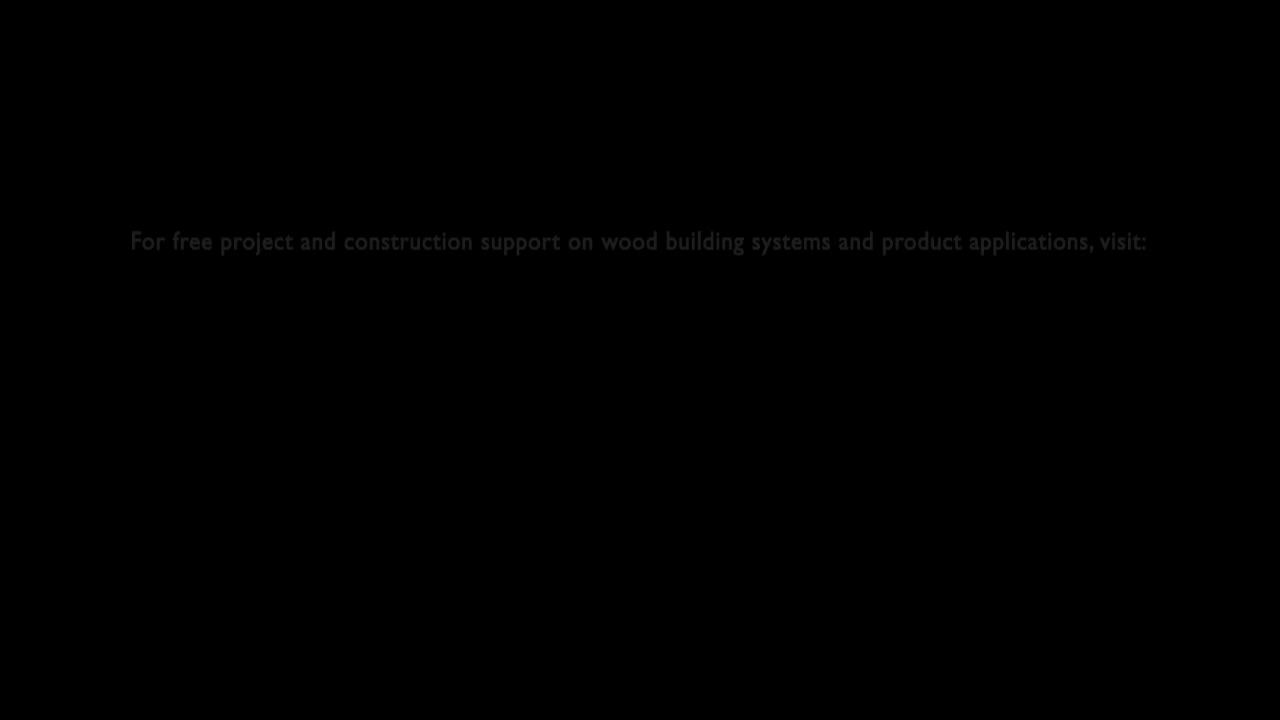 For free project and construction support on wood building systems and product applications, visit: